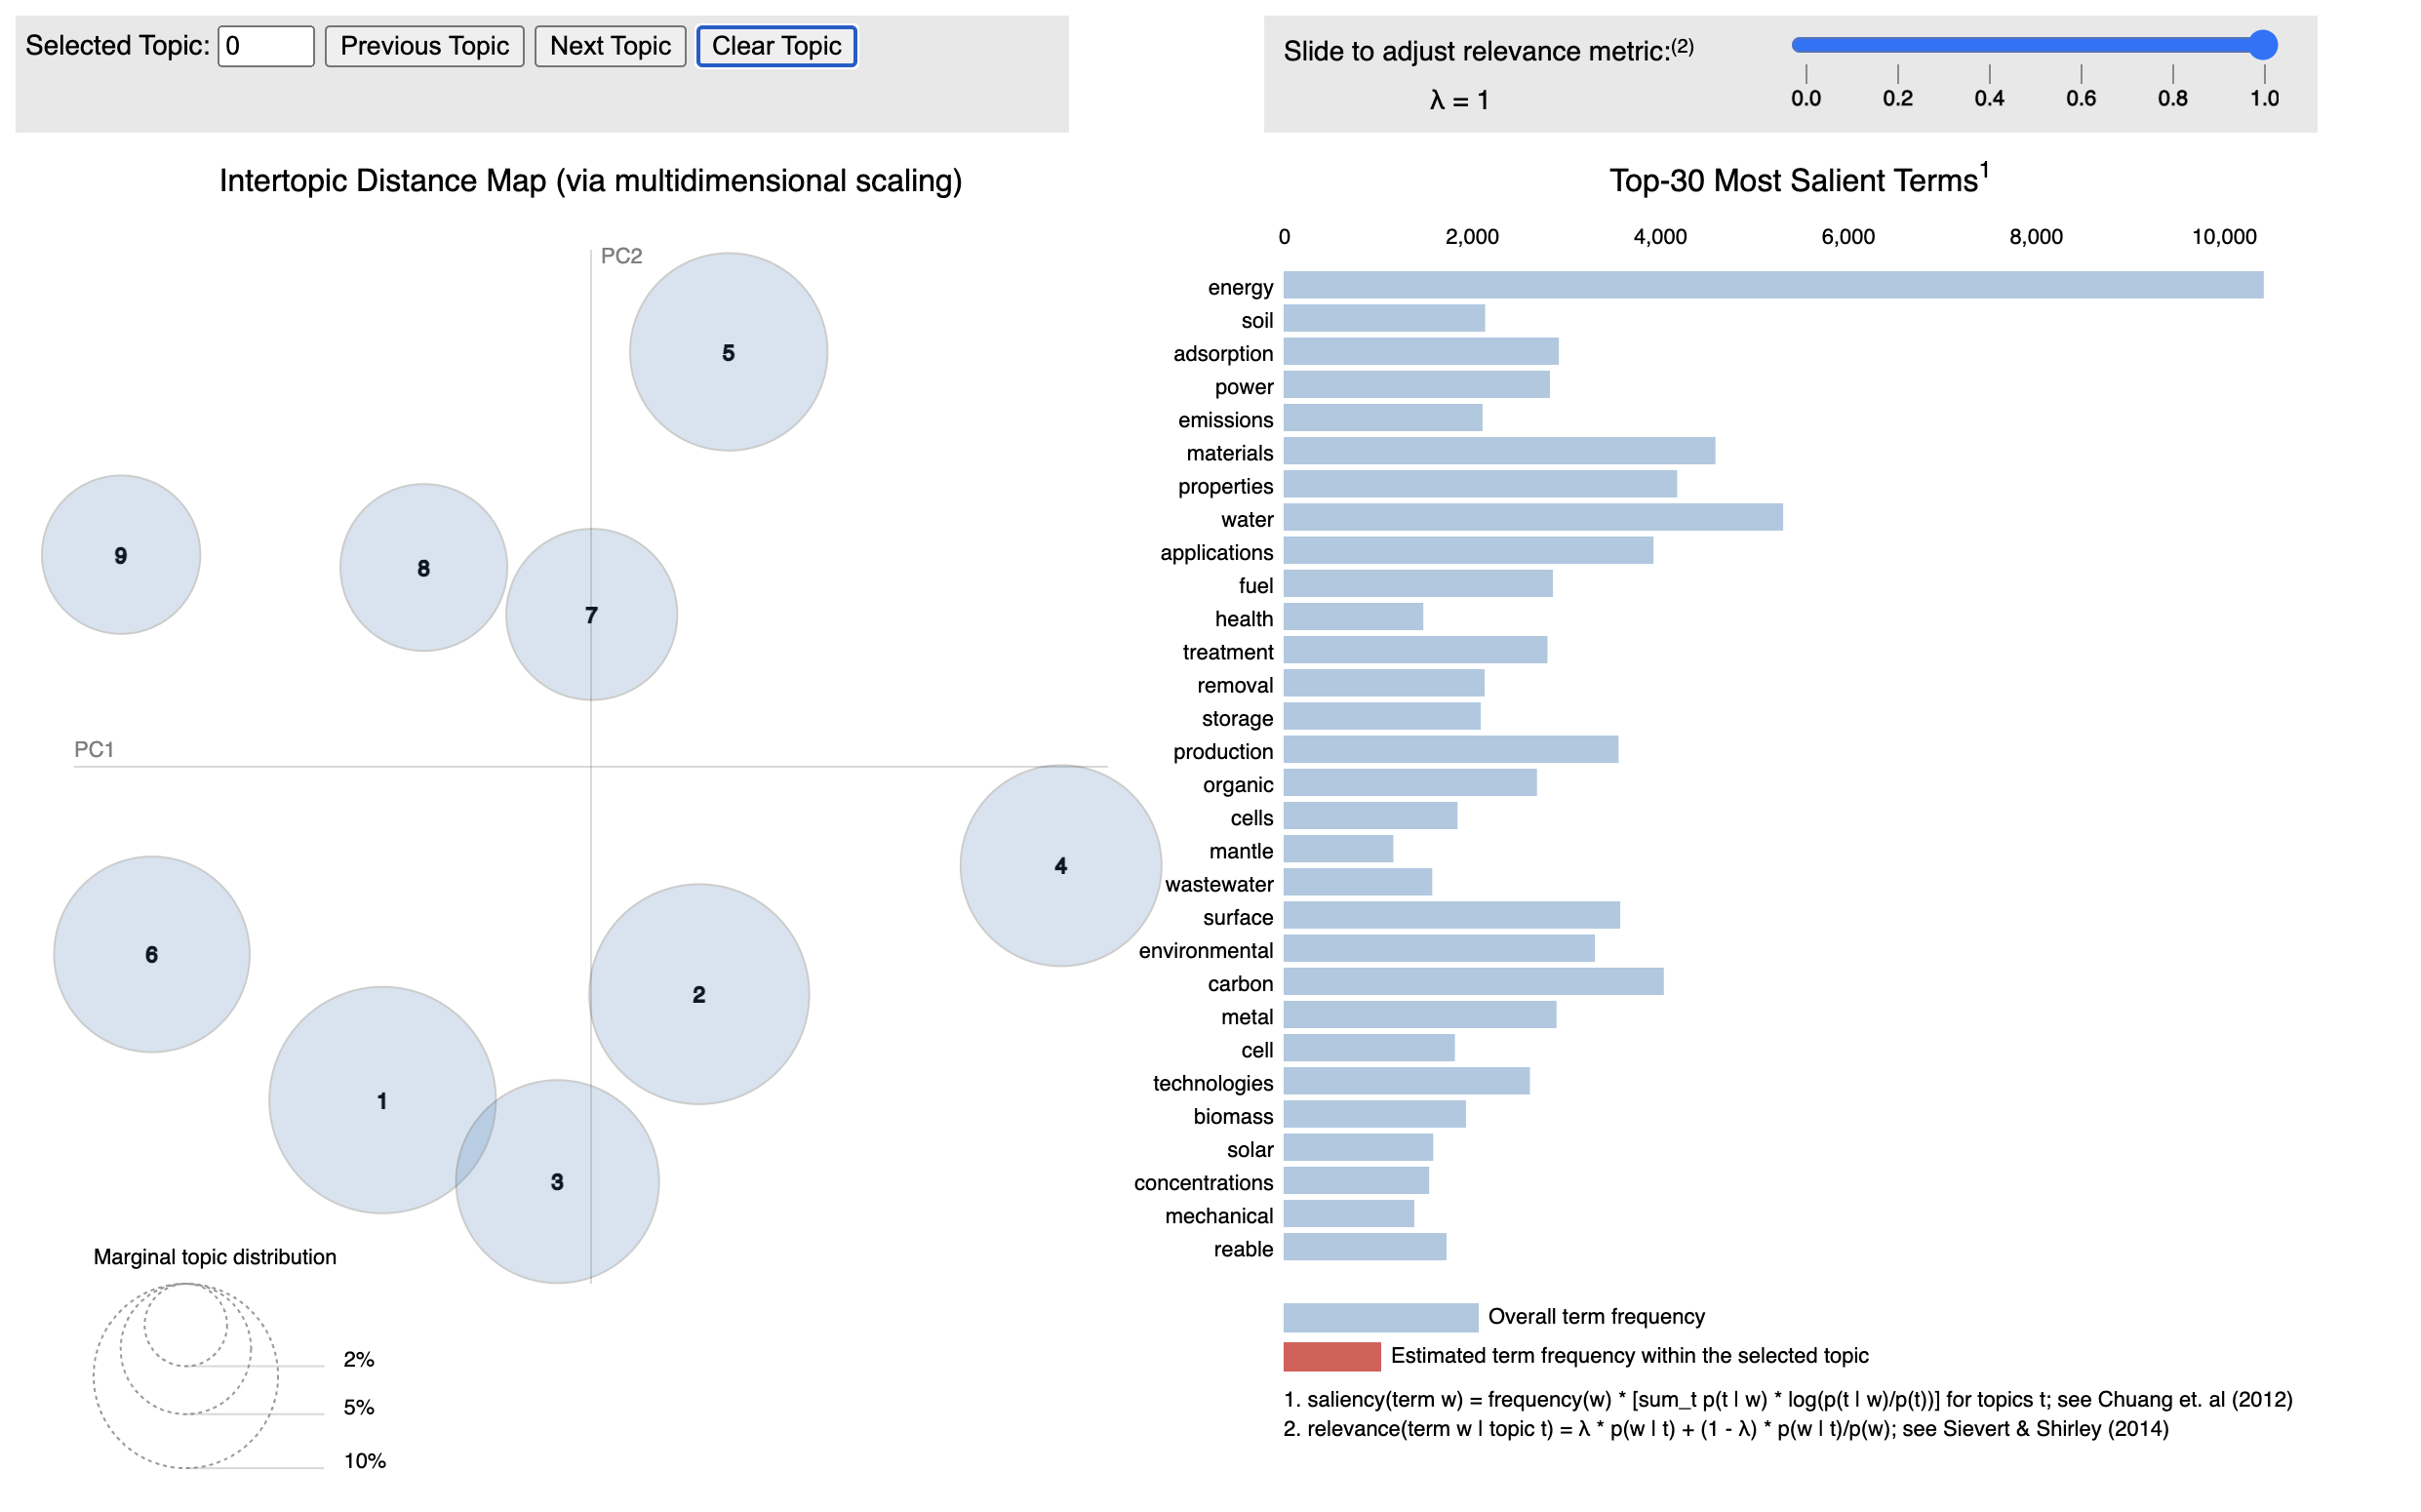 Selected Topic: 0 Previous Topic Next Topic Clear Topic
Slide to adjust relevance metric:(2)
λ = 1
0.0 0.2 0.4 0.6 0.8 1.0
Intertopic Distance Map (via multidimensional scaling)
PC2
5
9
8
7
PC1
4
6
2
1
3
Marginal topic distribution
2%
5%
10%
Top-30 Most Salient Terms1
0 2,000 4,000 6,000 8,000 10,000
energy
soil
adsorption
power
emissions
materials
properties
water
applications
fuel
health
treatment
removal
storage
production
organic
cells
mantle
wastewater
surface
environmental
carbon
metal
cell
technologies
biomass
solar
concentrations
mechanical
reable
Overall term frequency
Estimated term frequency within the selected topic
1. saliency(term w) = frequency(w) * [sum_t p(t | w) * log(p(t | w)/p(t))] for topics t; see Chuang et. al (2012)
2. relevance(term w | topic t) = λ * p(w | t) + (1 - λ) * p(w | t)/p(w); see Sievert & Shirley (2014)